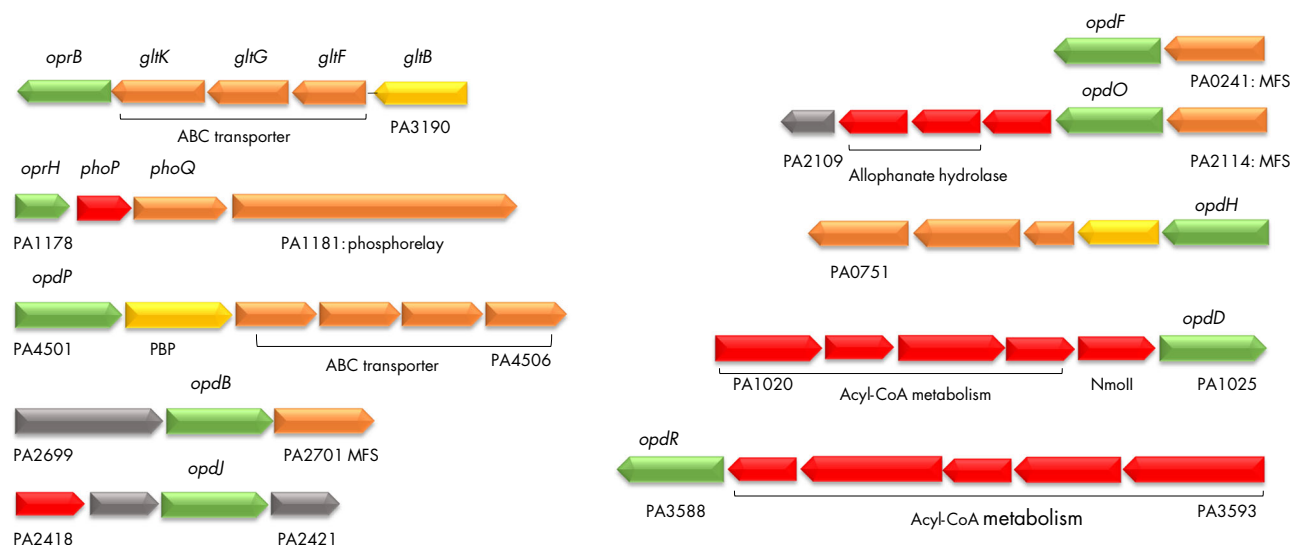 oprB gltK gltG gltF gltB
ABC transporter
PA3190
oprH phoP phoQ
PA1178
PA1181: phosphorelay
opdP
PA4501
PBP
ABC transporter
PA4506
opdB
PA2699
PA2701 MFS
opdJ
PA2418
PA2421
opdF
PA0241: MFS
opdO
PA2109
Allophanate hydrolase
PA2114: MFS
opdH
PA0751
opdD
PA1020
Acyl-CoA metabolism
NmoII
PA1025
opdR
PA3588
Acyl-CoA metabolism
PA3593